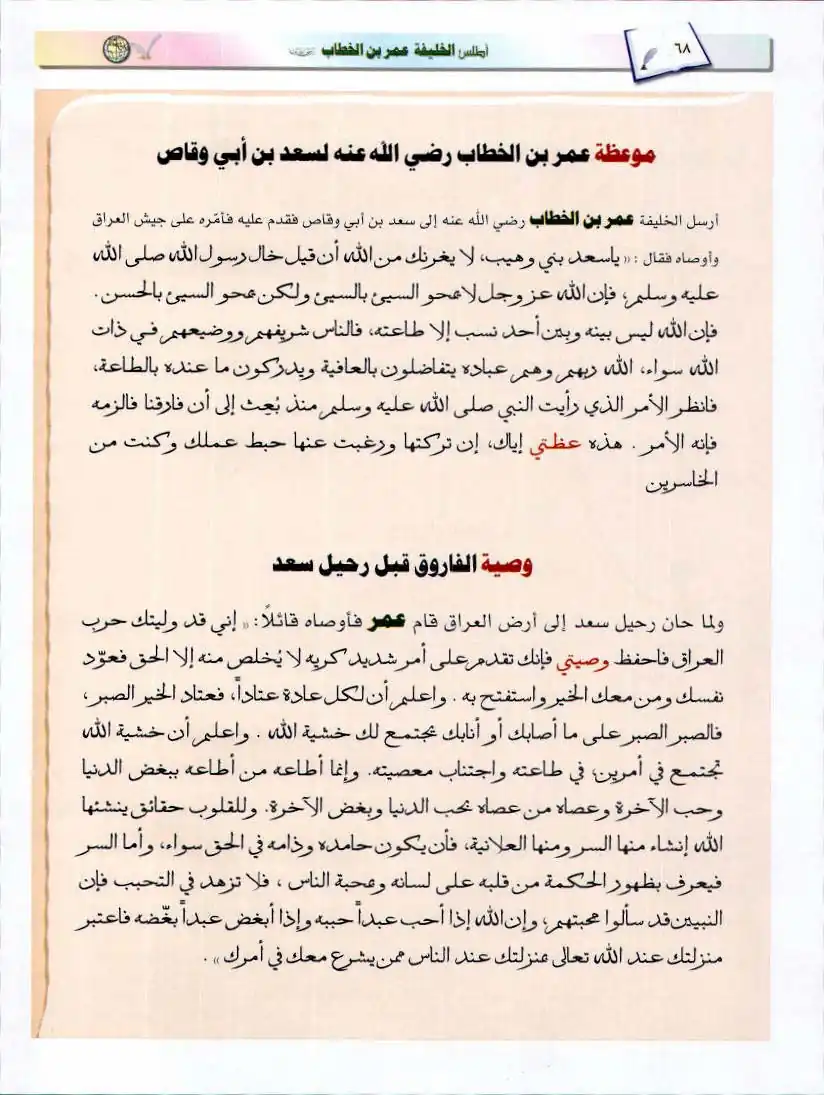 ٦٨
أطلس الخليفة عمر بن الخطاب
موعظة عمر بن الخطاب رضي الله عنه لسعد بن أبي وقاص
أرسل الخليفة عمر بن الخطاب رضي الله عنه إلى سعد بن أبي وقاص فقدم عليه فأمّره على جيش العراق
وأوصاه فقال : « ياسعد بني وهيب، لا يغرنك من الله أن قيل خال رسول الله صلى الله
عليه وسلم، فإن الله عز وجل لا يمحو السيئ بالسيئ ولكن يمحو السيئ بالحسن .
فإن الله ليس بينه وبين أحد نسب إلا طاعته، فالناس شريفهم ووضيعهم في ذات
الله سواء، الله ربهم وهم عباده يتفاضلون بالعافية ويدركون ما عنده بالطاعة،
فانظر الأمر الذي رأيت النبي صلى الله عليه وسلم منذ بُعِث إلى أن فارقنا فالزمه
فإنه الأمر . هذه عظتي إياك، إن تركتها ورغبت عنها حبط عملك وكنت من
الخاسرين
وصية الفاروق قبل رحيل سعد
ولما حان رحيل سعد إلى أرض العراق قام عمر فأوصاه قائلاً: « إني قد وليتك حرب
العراق فاحفظ وصيتي فإنك تقدم على أمر شديد كريه لا يُخلص منه إلا الحق فعوّد
نفسك ومن معك الخير واستفتح به . واعلم أن لكل عادة عتاداً، فعتاد الخير الصبر،
فالصبر الصبر على ما أصابك أو أنابك يجتمع لك خشية الله . واعلم أن خشية الله
تجتمع في أمرين، في طاعته واجتناب معصيته. وإنما أطاعه من أطاعه ببغض الدنيا
وحب الآخرة وعصاه من عصاه بحب الدنيا وبغض الآخرة. وللقلوب حقائق ينشئها
الله إنشاء منها السر ومنها العلانية، فأن يكون حامده وذامه في الحق سواء، وأما السر
فيعرف بظهور الحكمة من قلبه على لسانه ومحبة الناس ، فلا تزهد في التحبب فإن
النبيين قد سألوا محبتهم، وإن الله إذا أحب عبداً حببه وإذا أبغض عبداً بغّضه فاعتبر
منزلتك عند الله تعالى بمنزلتك عند الناس ممن يشرع معك في أمرك » .